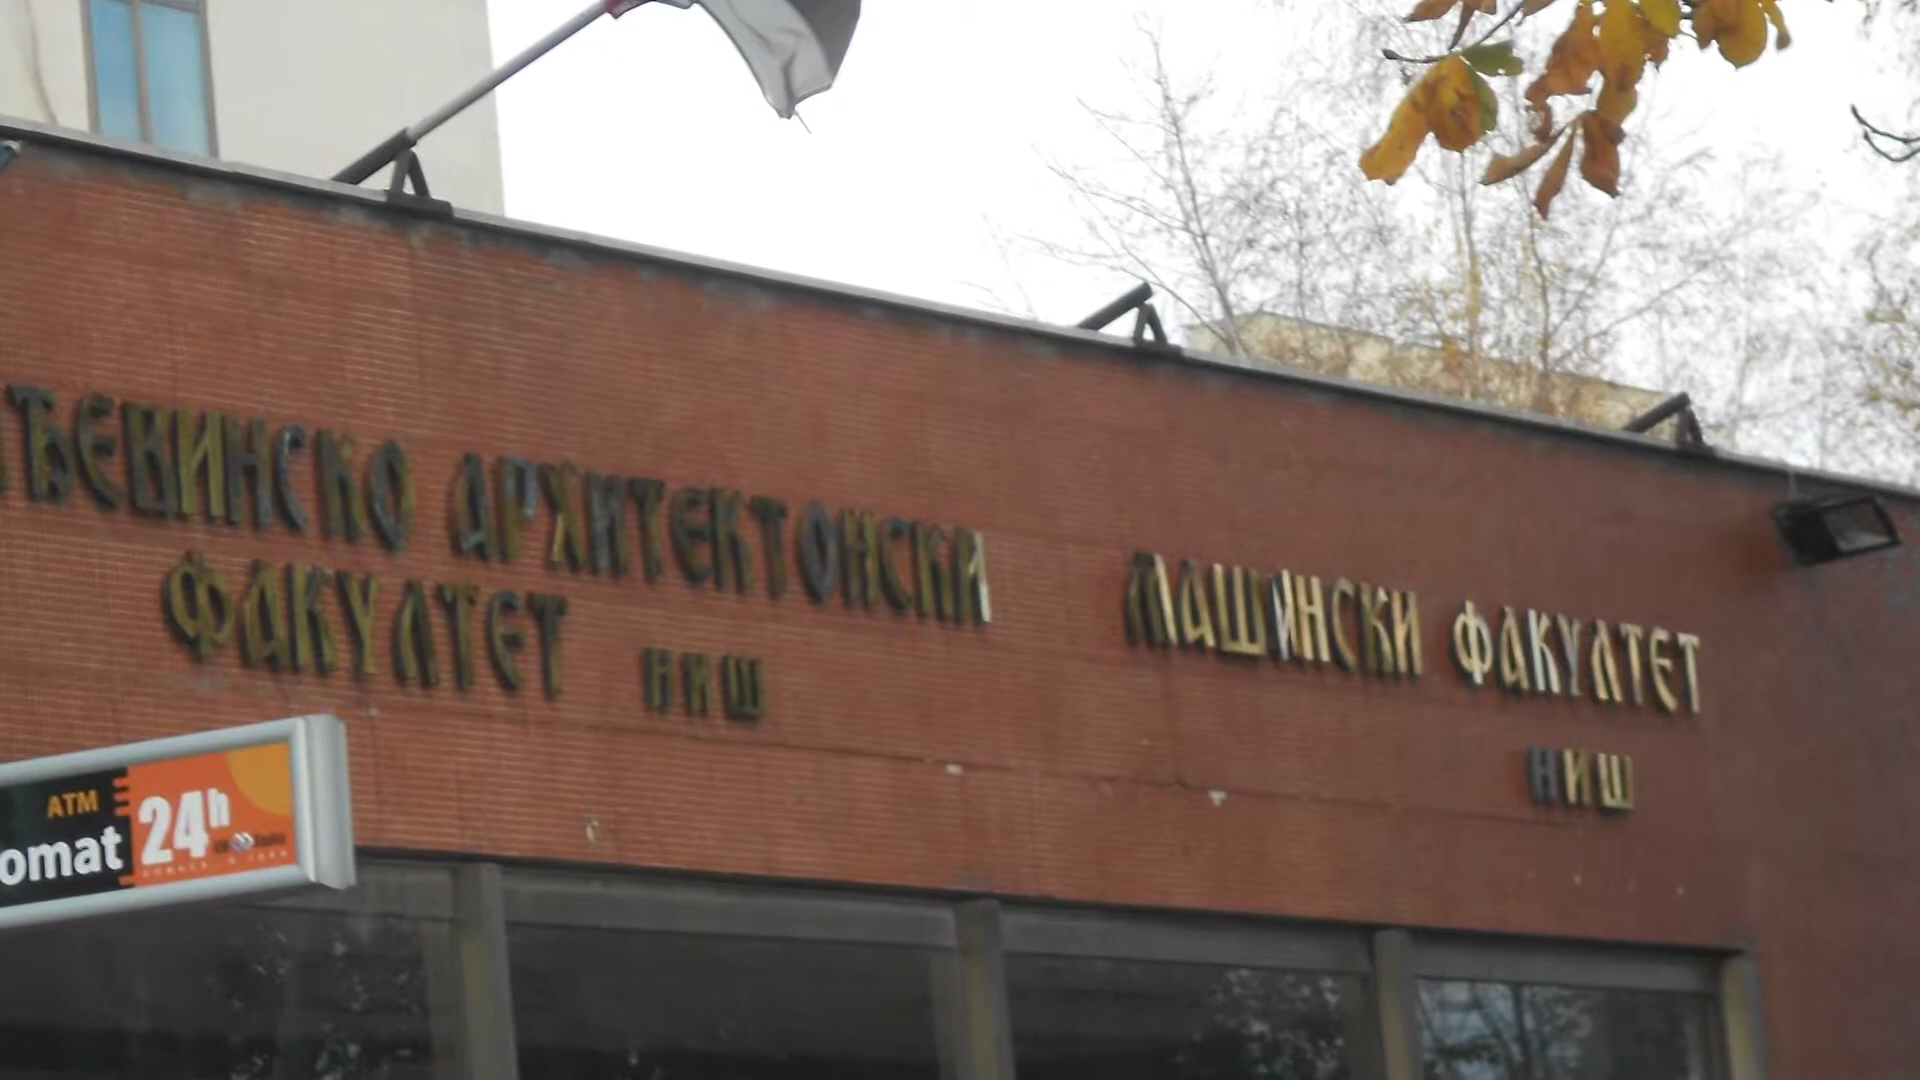 ЂЕВИНСКО АРХИТЕКТОНСКИ
ФАКУЛТЕТ НИШ
МАШИНСКИ ФАКУЛТЕТ
НИШ
ATM
omat
24h